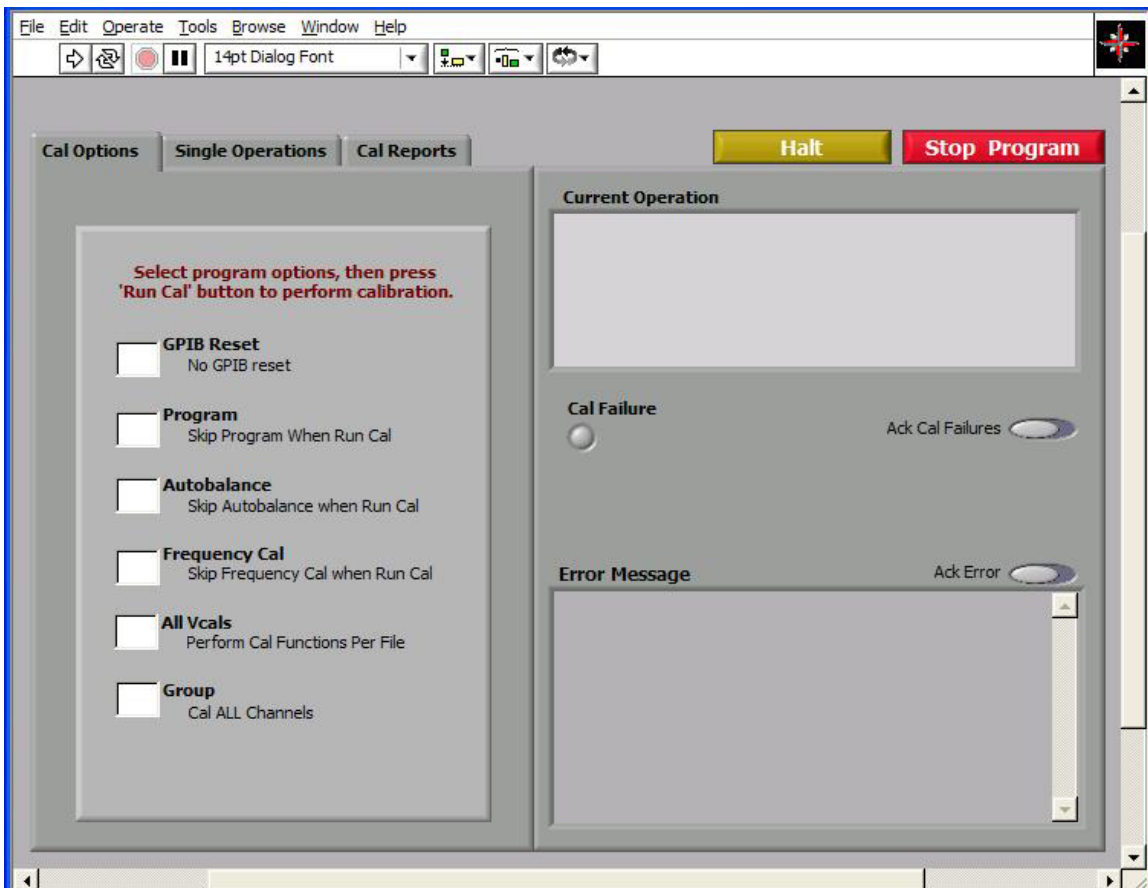 File Edit Operate Tools Browse Window Help
14pt Dialog Font
Cal Options Single Operations Cal Reports
Halt Stop Program
Select program options, then press
'Run Cal' button to perform calibration.
GPIB Reset
No GPIB reset
Program
Skip Program When Run Cal
Autobalance
Skip Autobalance when Run Cal
Frequency Cal
Skip Frequency Cal when Run Cal
All Vcals
Perform Cal Functions Per File
Group
Cal ALL Channels
Current Operation
Cal Failure
Ack Cal Failures
Error Message
Ack Error